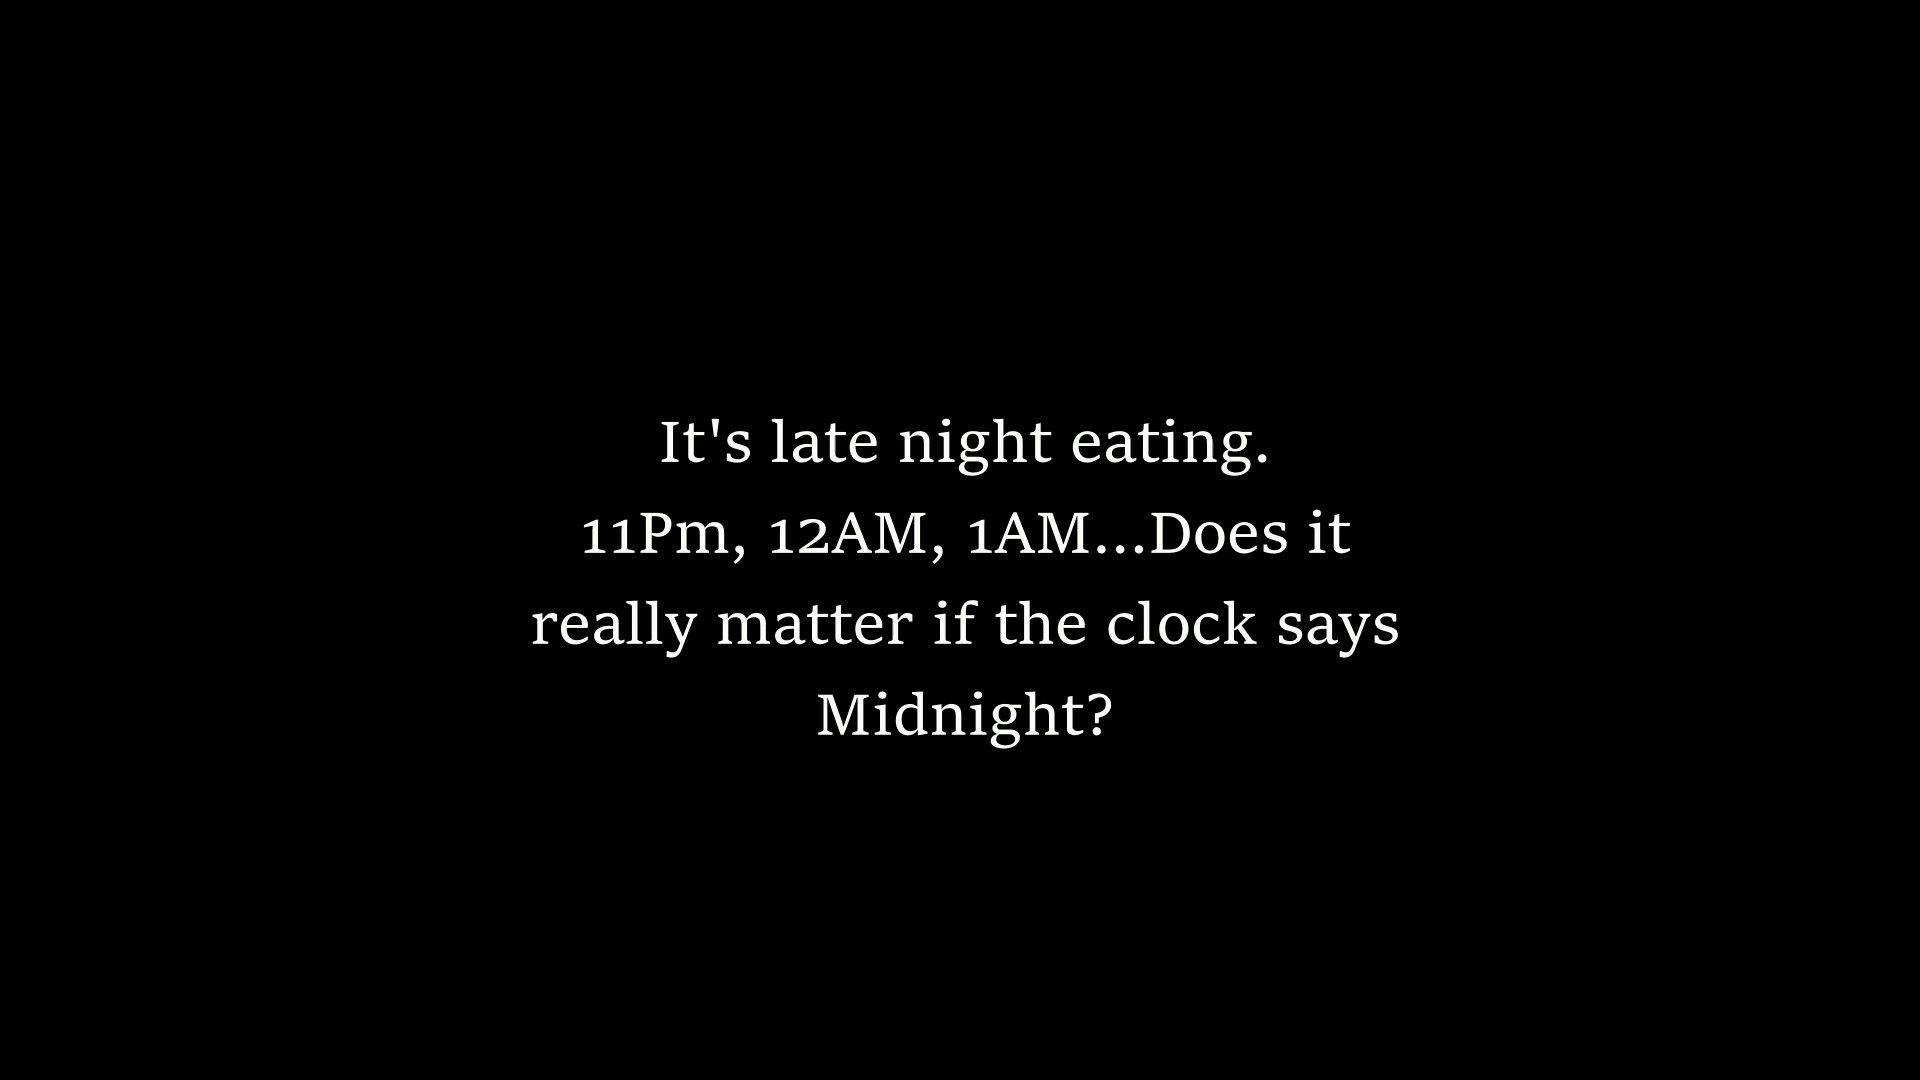 It's late night eating.
11Pm, 12AM, 1AM...Does it
really matter if the clock says
Midnight?